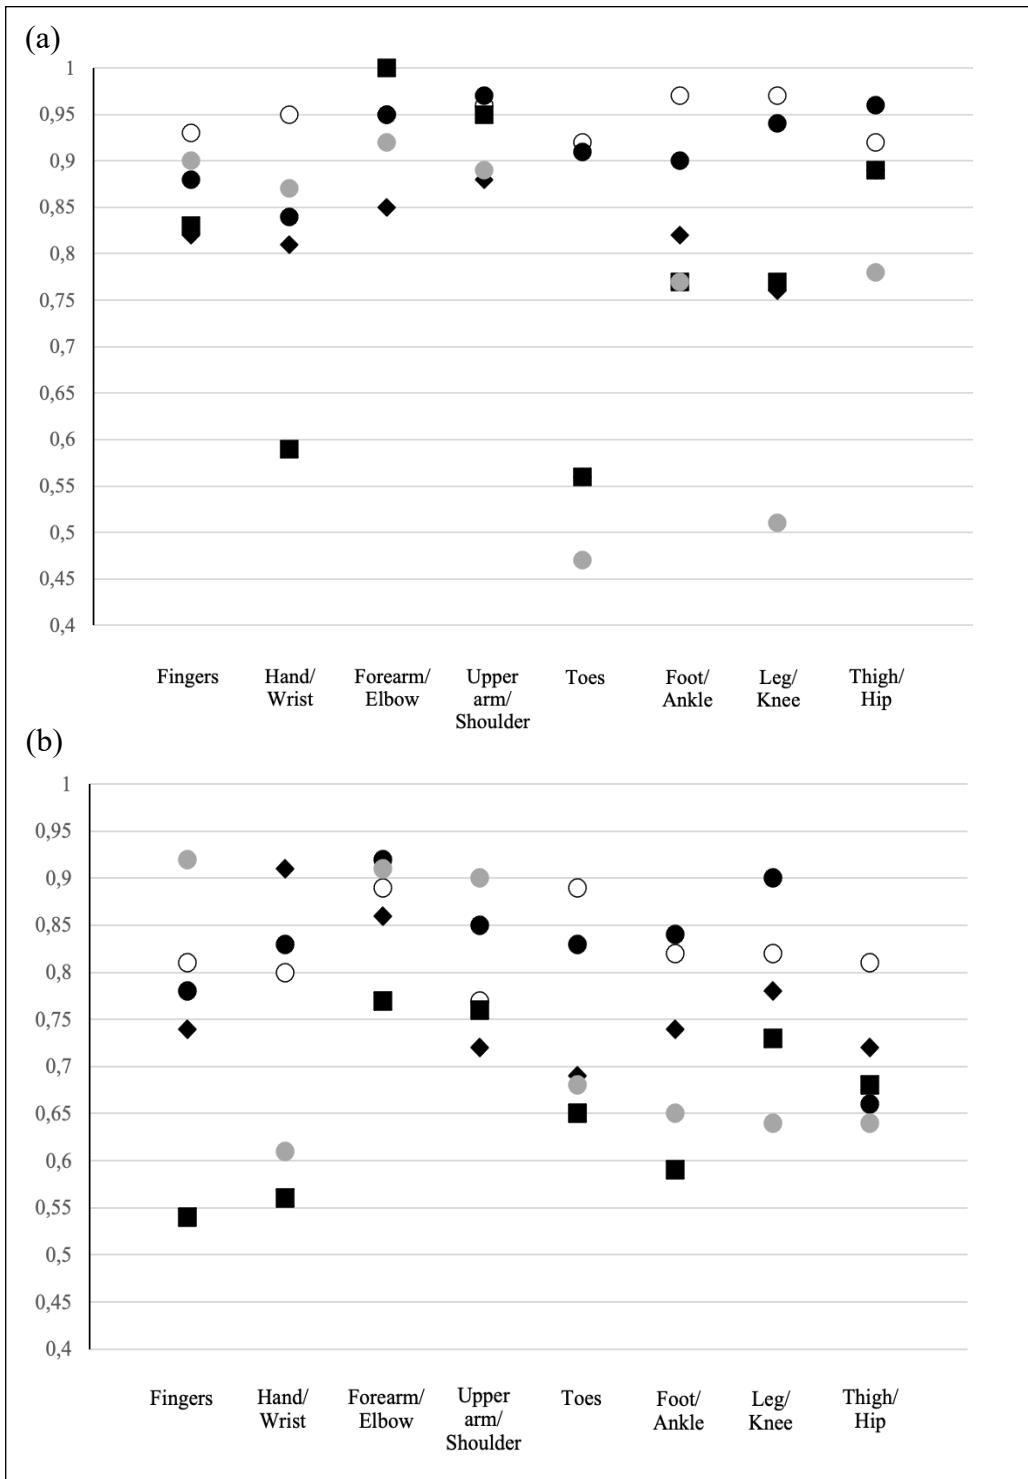 (a)
1
0,95
0,9
0,85
0,8
0,75
0,7
0,65
0,6
0,55
0,5
0,45
0,4
Fingers
Hand/
Wrist
Forearm/
Elbow
Upper
arm/
Shoulder
Toes
Foot/
Ankle
Leg/
Knee
Thigh/
Hip
(b)
1
0,95
0,9
0,85
0,8
0,75
0,7
0,65
0,6
0,55
0,5
0,45
0,4
Fingers
Hand/
Wrist
Forearm/
Elbow
Upper
arm/
Shoulder
Toes
Foot/
Ankle
Leg/
Knee
Thigh/
Hip